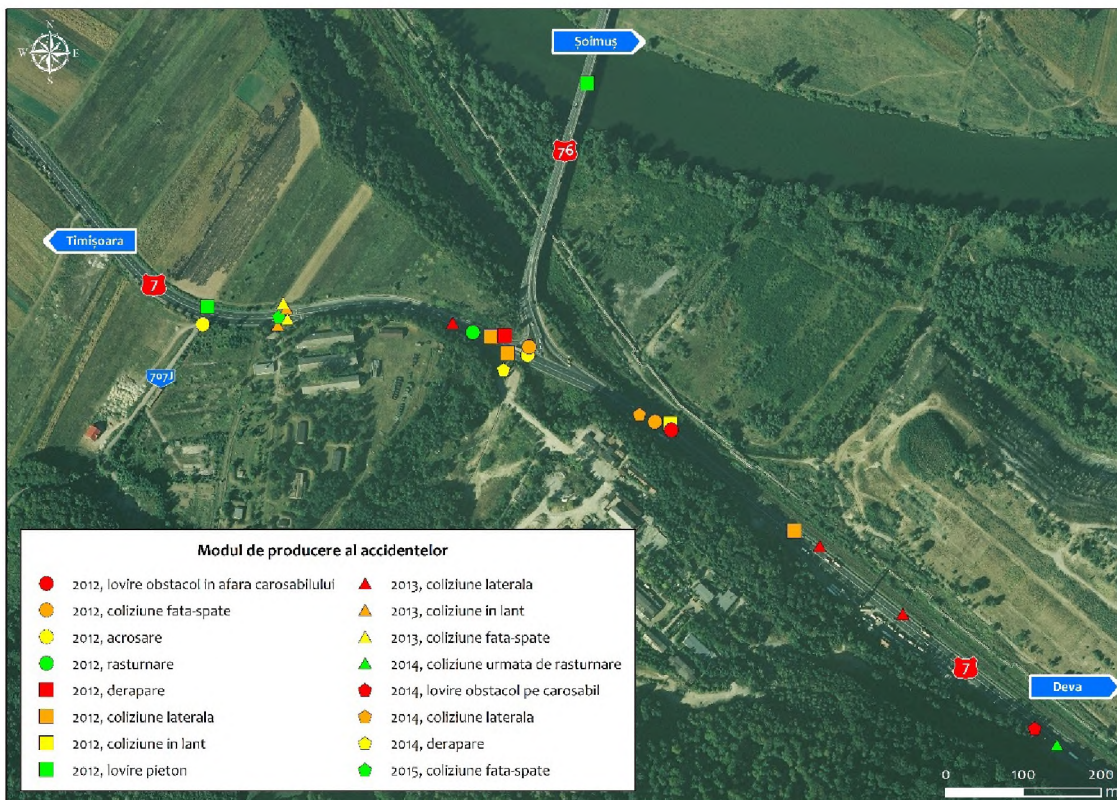 N
W E
S
Șoimuș
76
Timișoara
7
707J
7
Deva
Modul de producere al accidentelor
2012, lovire obstacol in afara carosabilului
2012, coliziune fata-spate
2012, acrosare
2012, rasturnare
2012, derapare
2012, coliziune laterala
2012, coliziune in lant
2012, lovire pieton
2013, coliziune laterala
2013, coliziune in lant
2013, coliziune fata-spate
2014, coliziune urmata de rasturnare
2014, lovire obstacol pe carosabil
2014, coliziune laterala
2014, derapare
2015, coliziune fata-spate
0 100 200
m